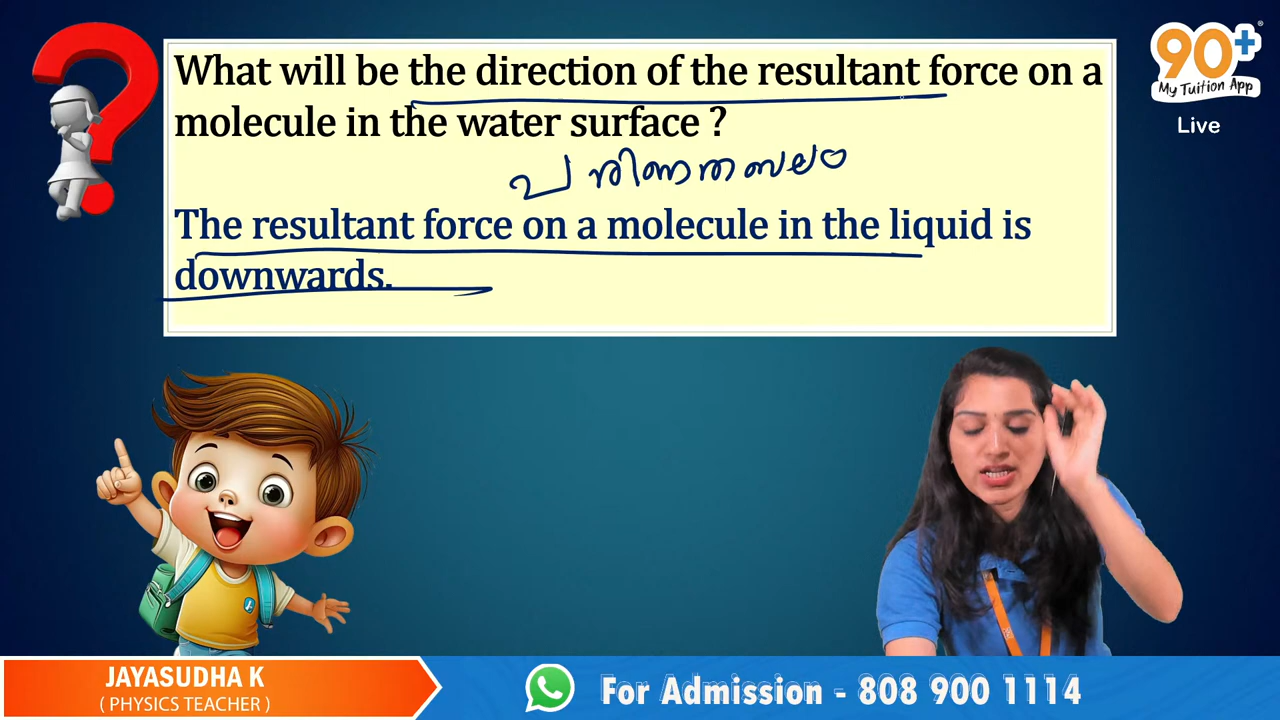 What will be the direction of the resultant force on a
molecule in the water surface ?
പരിണതബലം
The resultant force on a molecule in the liquid is
downwards.
90+
My Tuition App
Live
JAYASUDHA K
( PHYSICS TEACHER )
For Admission - 808 900 1114